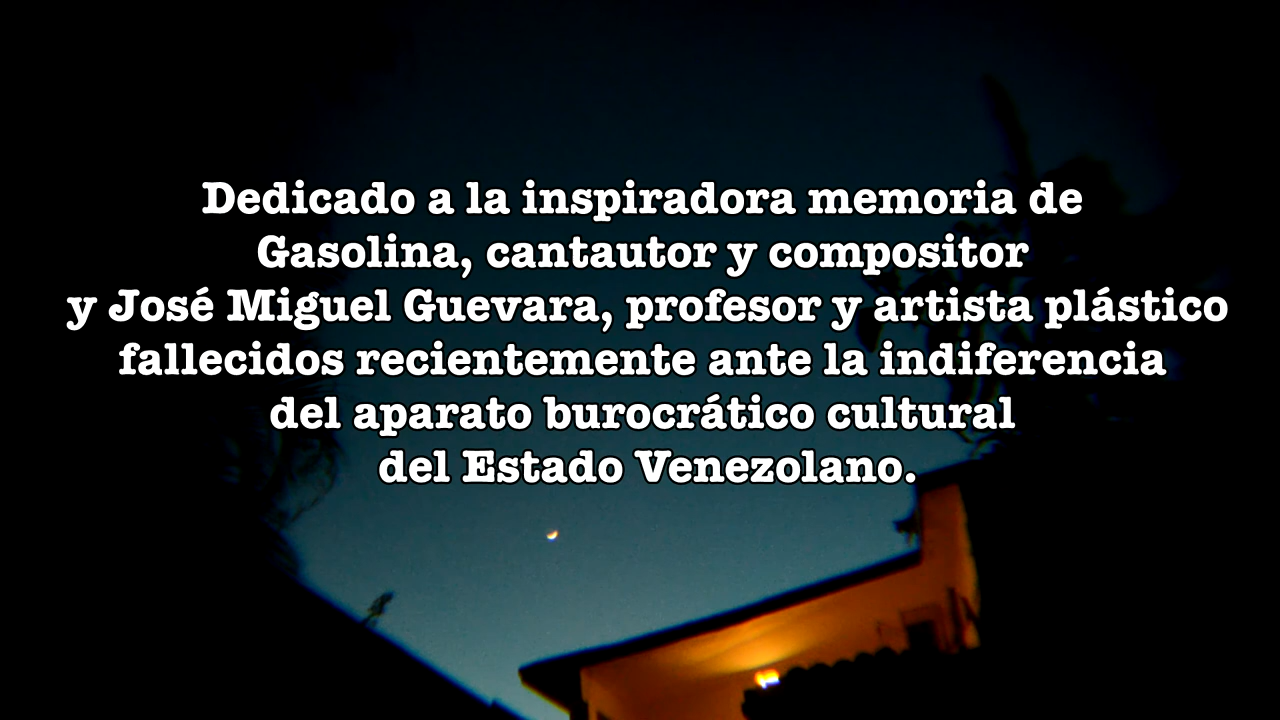 Dedicado a la inspiradora memoria de
Gasolina, cantautor y compositor
y José Miguel Guevara, profesor y artista plástico
fallecidos recientemente ante la indiferencia
del aparato burocrático cultural
del Estado Venezolano.